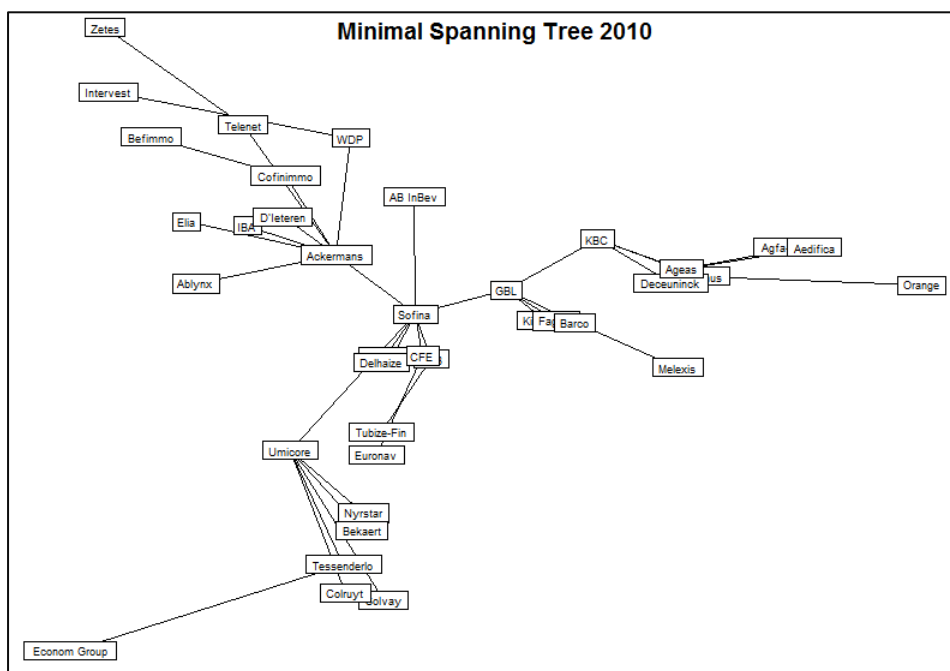 Minimal Spanning Tree 2010
Zetes
Intervest
Telenet
WDP
Befimmo
Cofinimmo
AB InBev
D'Ieteren
Elia
IBA
KBC
Aedifica
Ackermans
Ageas
Deceuninck
Ablynx
GBL
Orange
Sofina
Barco
CFE
Delhaize
Melexis
Tubize-Fin
Umicore
Euronav
Nyrstar
Bekaert
Tessenderlo
Colruyt
Solvay
Econom Group